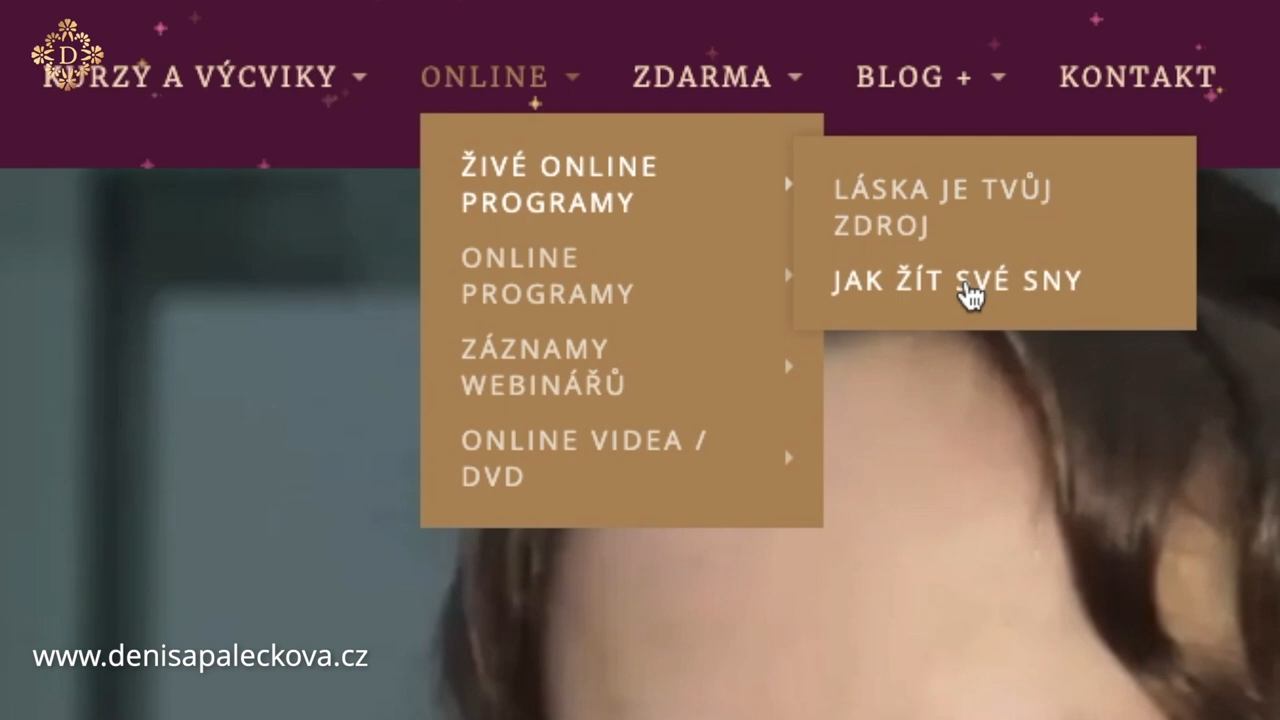 D
KURZY A VÝCVIKY ONLINE ZDARMA BLOG + KONTAKT
ŽIVÉ ONLINE
PROGRAMY
ONLINE
PROGRAMY
ZÁZNAMY
WEBINÁŘŮ
ONLINE VIDEA /
DVD
LÁSKA JE TVŮJ
ZDROJ
JAK ŽÍT SVÉ SNY
www.denisapaleckova.cz